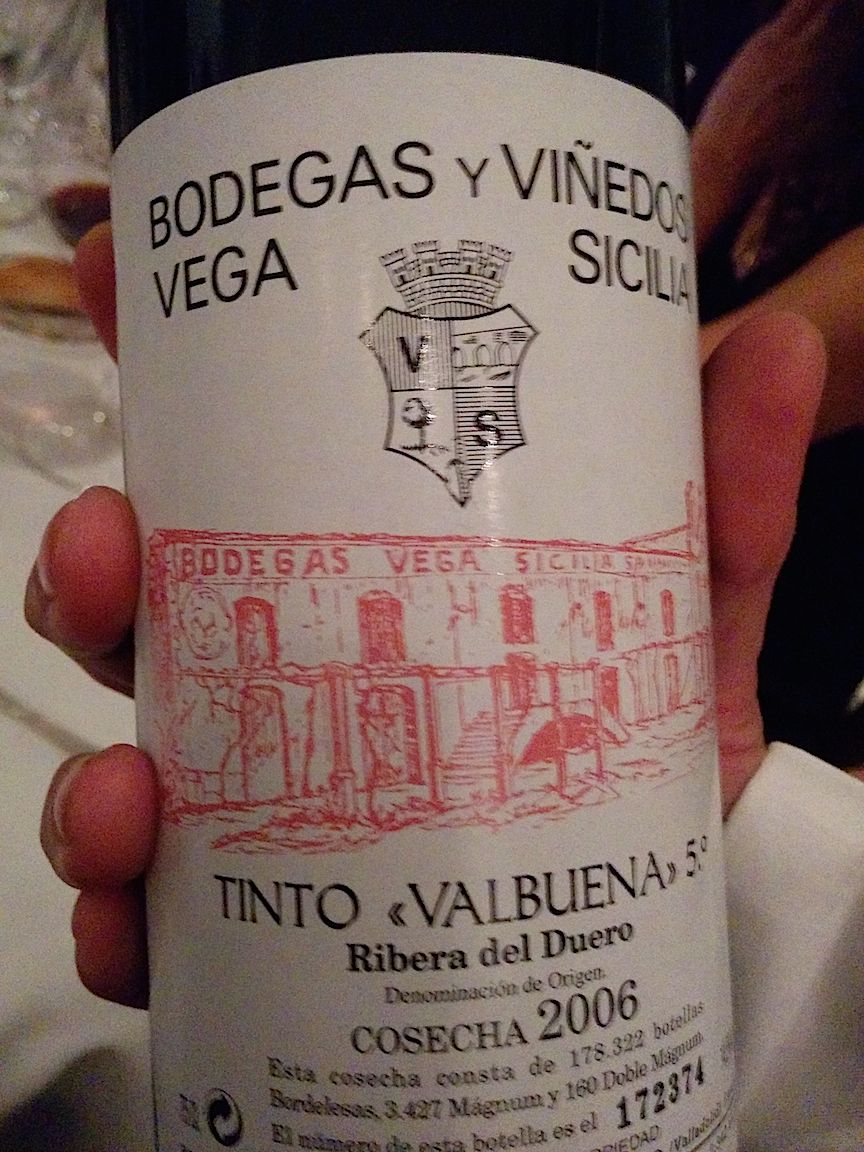 BODEGAS Y VIÑEDOS
VEGA SICILIA
V
S
BODEGAS VEGA SICILIA
TINTO «VALBUENA» 5.º
Ribera del Duero
Denominación de Origen.
COSECHA 2006
Esta cosecha consta de 178.322 botellas
Bordelesas, 3.427 Mágnum y 160 Doble Mágnum.
El número de esta botella es el 172374
(Valladolid)